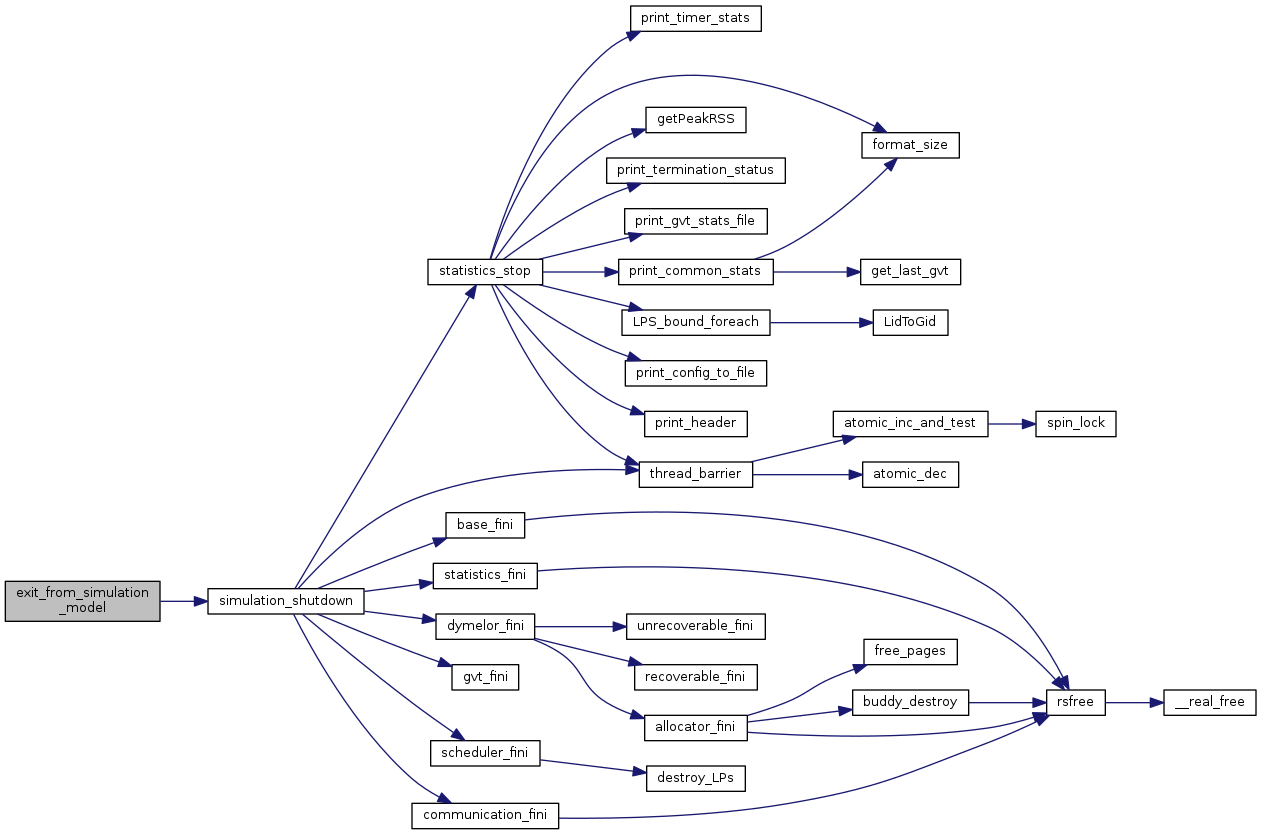 print_timer_stats
getPeakRSS
format_size
print_termination_status
print_gvt_stats_file
statistics_stop
print_common_stats
get_last_gvt
LPS_bound_foreach
LidToGid
print_config_to_file
print_header
atomic_inc_and_test
spin_lock
thread_barrier
atomic_dec
base_fini
statistics_fini
exit_from_simulation
_model
simulation_shutdown
dymelor_fini
unrecoverable_fini
free_pages
gvt_fini
recoverable_fini
buddy_destroy
rsfree
__real_free
allocator_fini
scheduler_fini
destroy_LPs
communication_fini